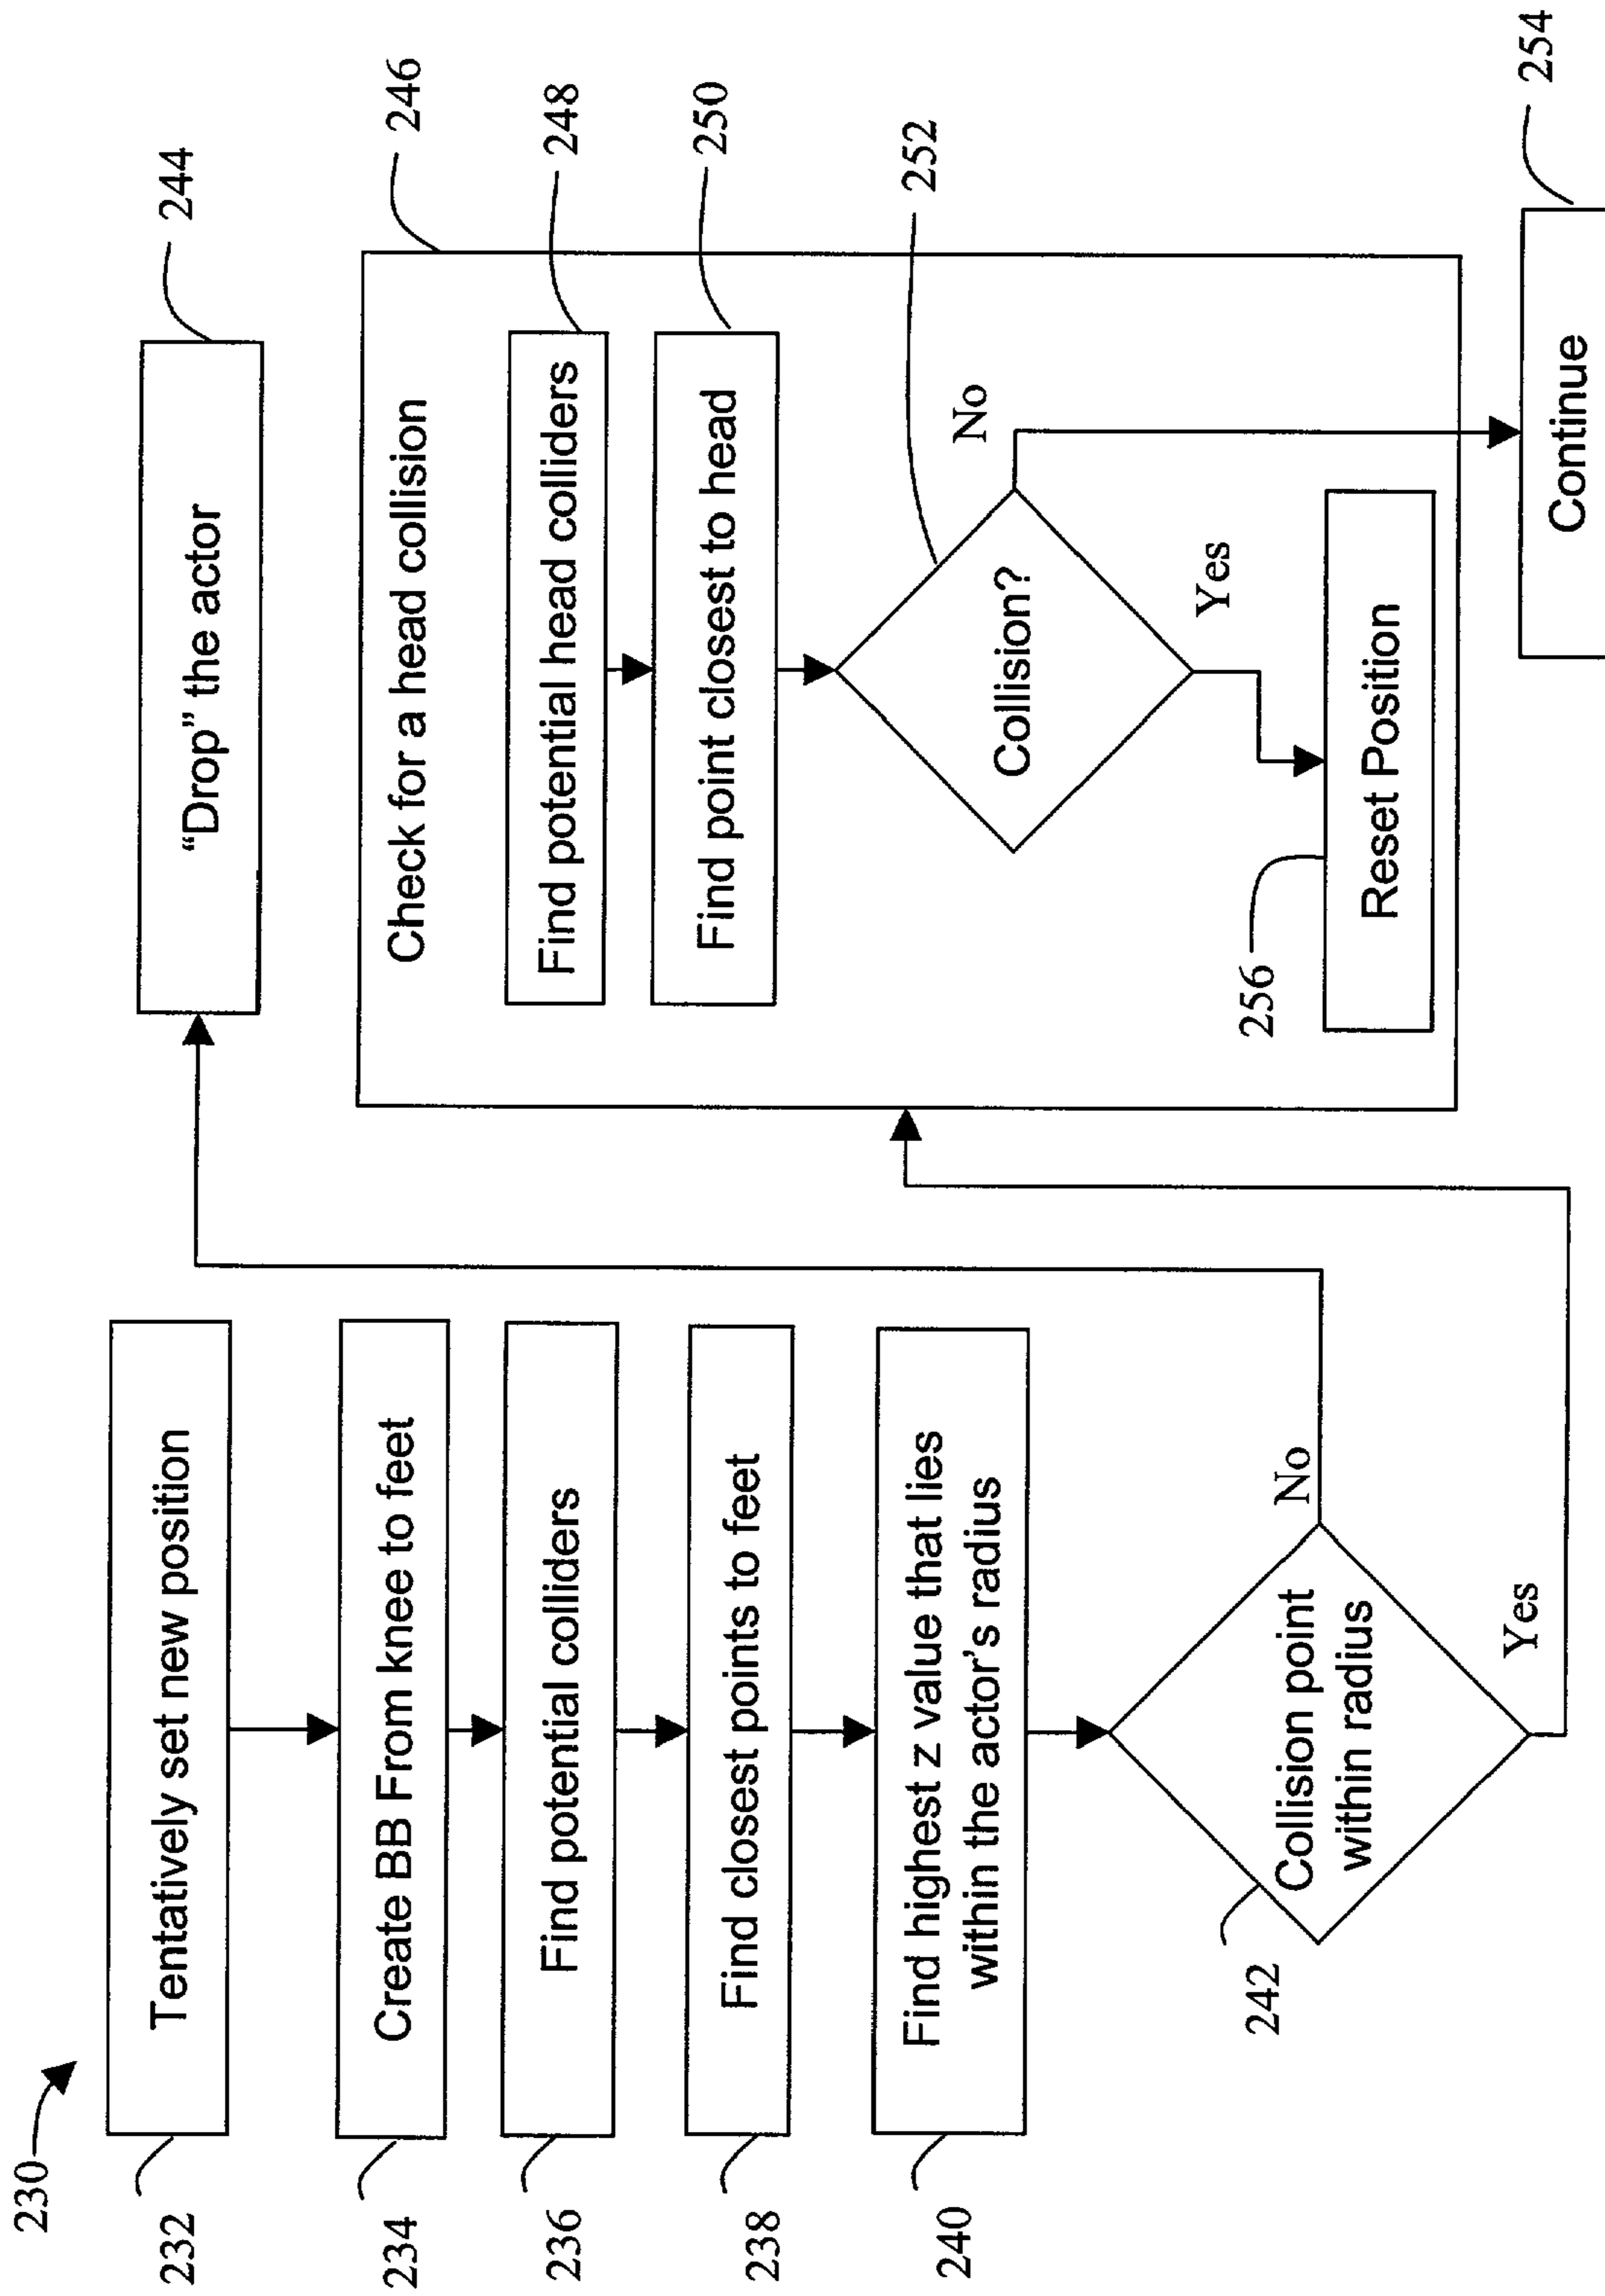 230
232
Tentatively set new position
234
Create BB From knee to feet
236
Find potential colliders
238
Find closest points to feet
240
Find highest z value that lies
within the actor's radius
242
Collision point
within radius
No
Yes
244
“Drop” the actor
246
Check for a head collision
248
Find potential head colliders
250
Find point closest to head
252
Collision?
No
Yes
256
Reset Position
254
Continue